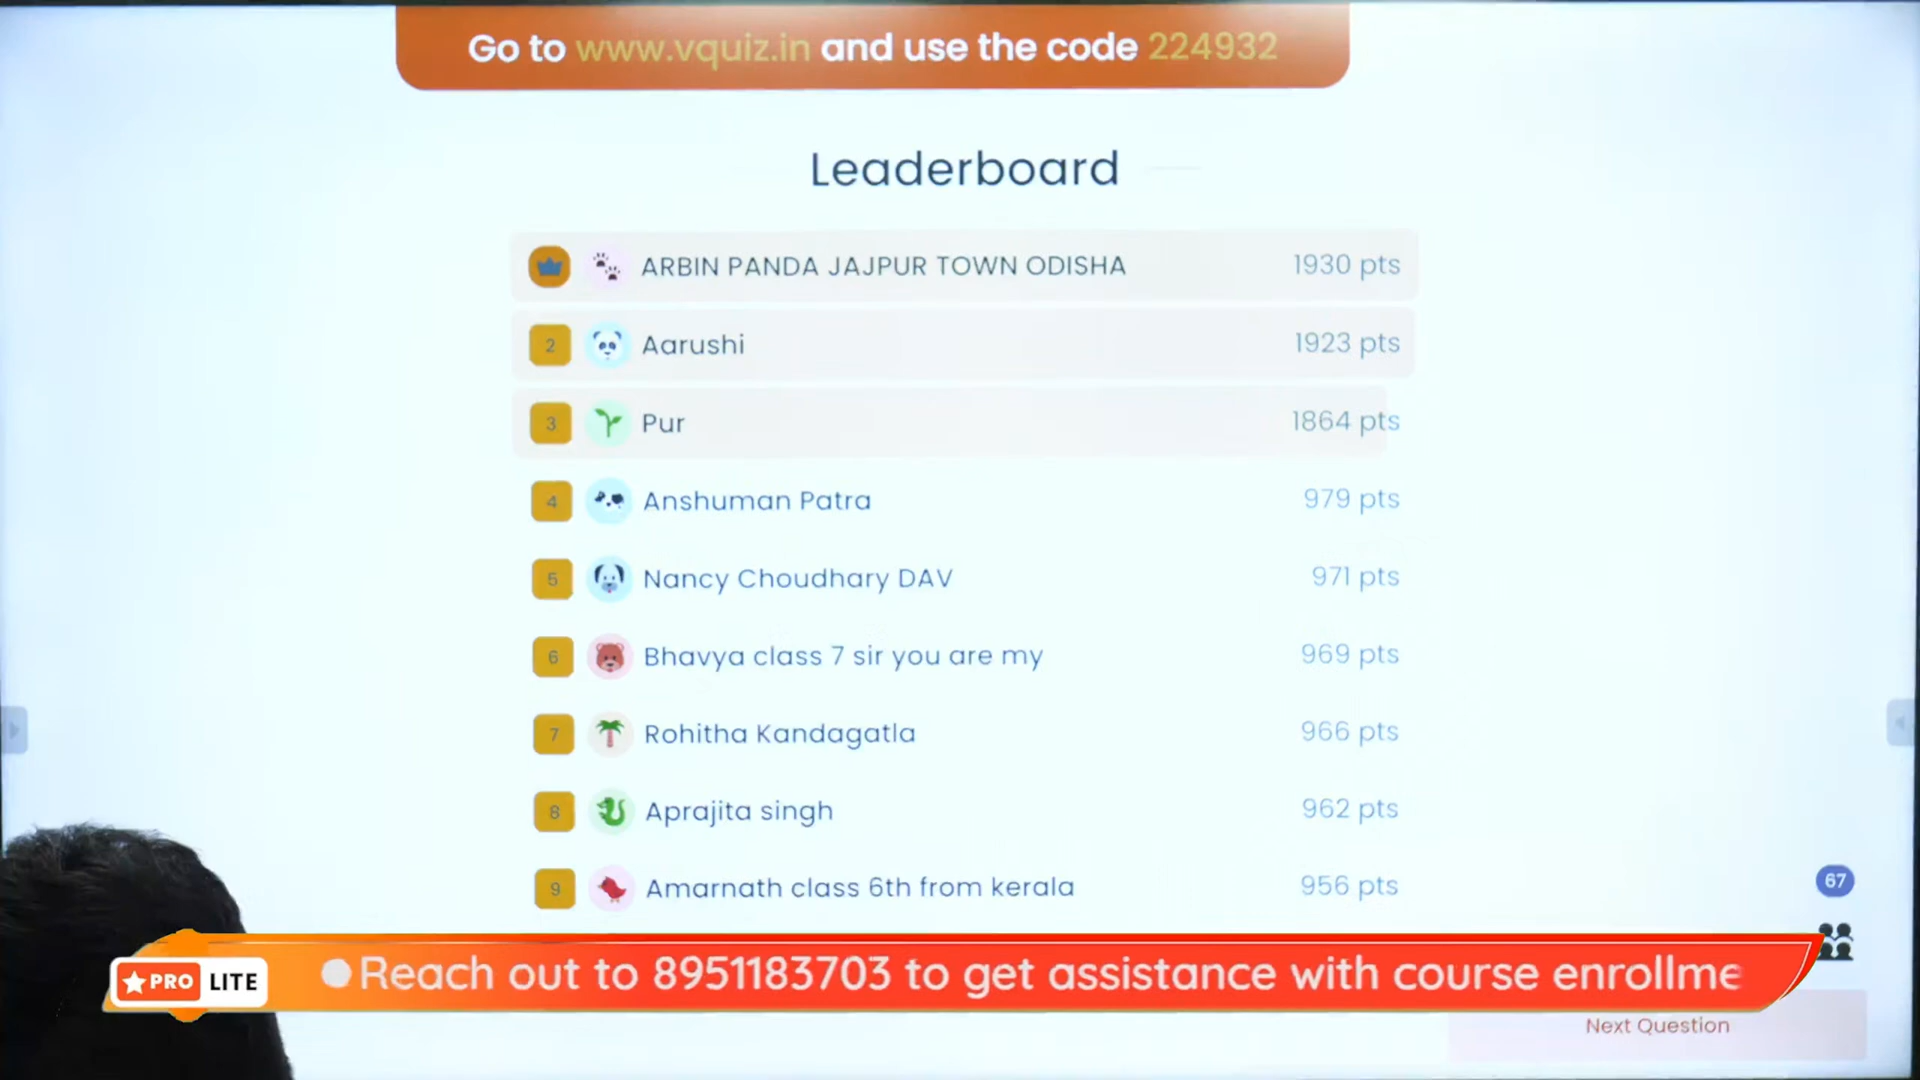 Go to www.vquiz.in and use the code 224932
Leaderboard
ARBIN PANDA JAJPUR TOWN ODISHA 1930 pts
2 Aarushi 1923 pts
3 Pur 1864 pts
4 Anshuman Patra 979 pts
5 Nancy Choudhary DAV 971 pts
6 Bhavya class 7 sir you are my 969 pts
7 Rohitha Kandagatla 966 pts
8 Aprajita singh 962 pts
9 Amarnath class 6th from kerala 956 pts
67
PRO LITE Reach out to 8951183703 to get assistance with course enrollme
Next Question